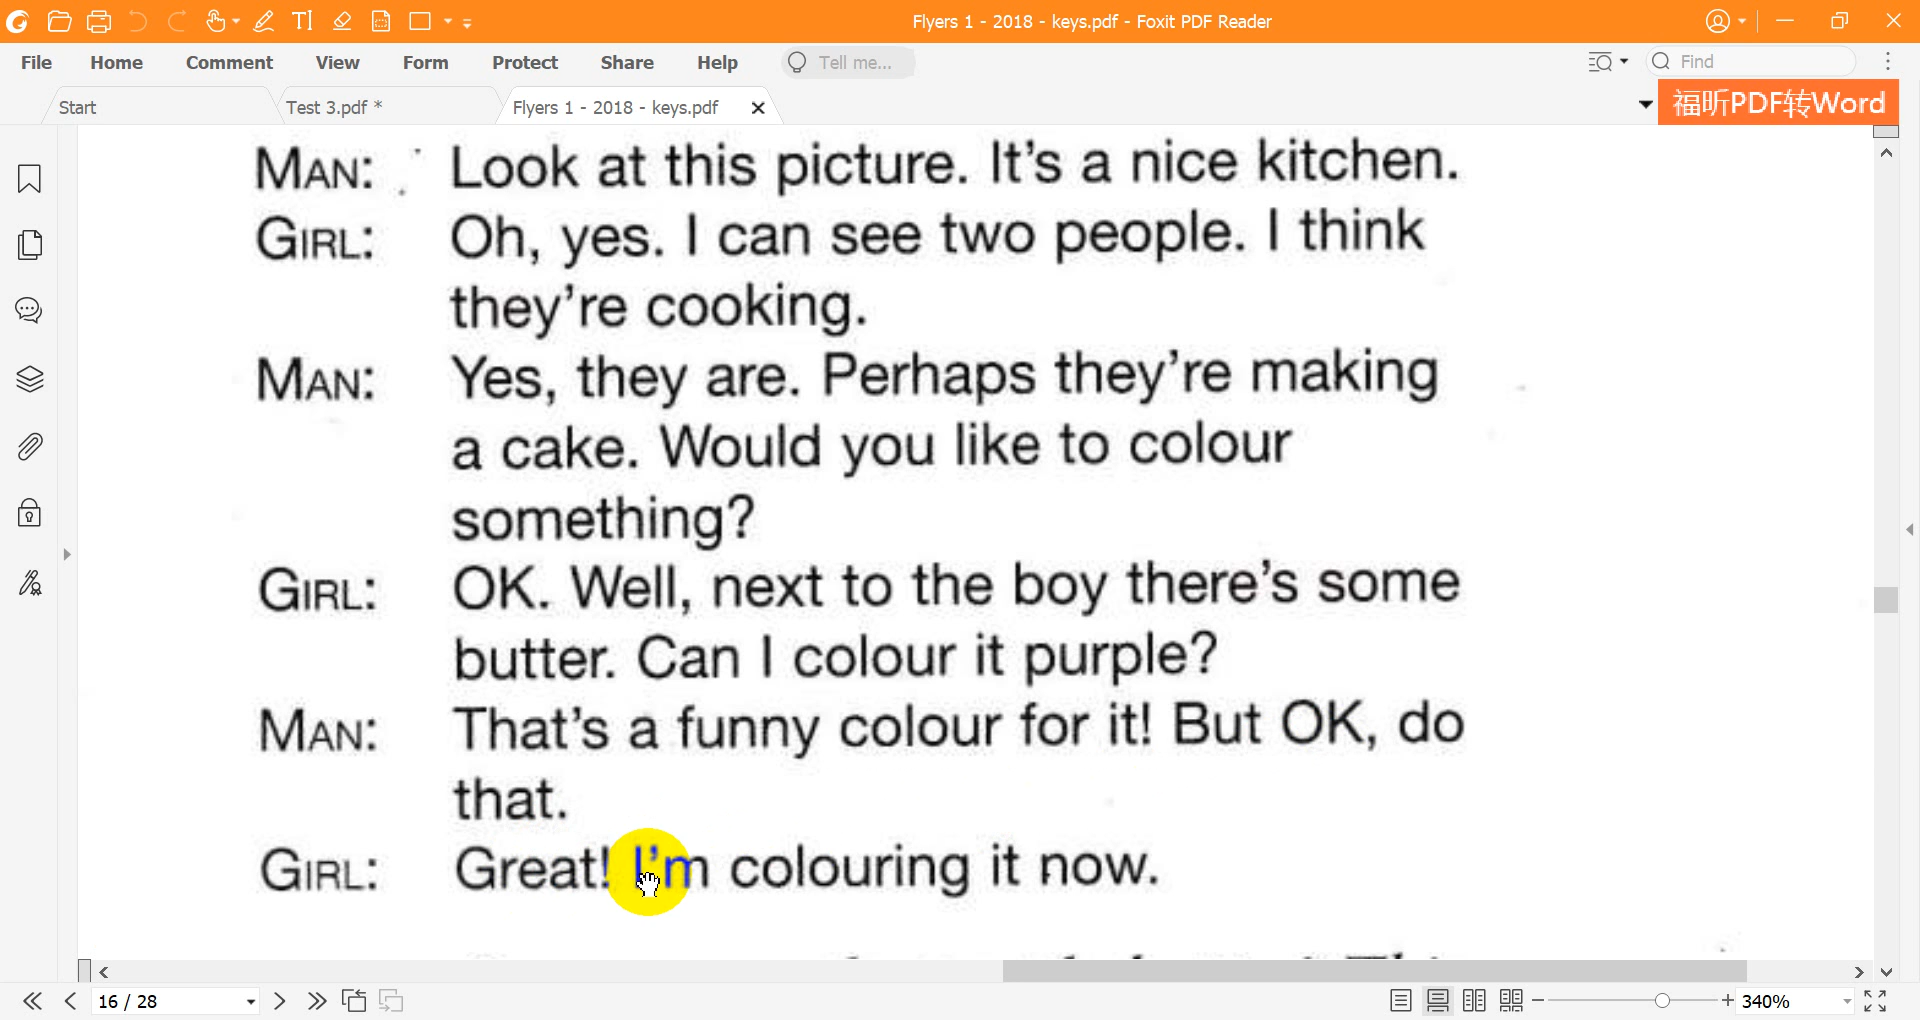 Flyers 1 - 2018 - keys.pdf - Foxit PDF Reader
File Home Comment View Form Protect Share Help Tell me... Find
Start Test 3.pdf * Flyers 1 - 2018 - keys.pdf 福昕PDF转Word
MAN: Look at this picture. It's a nice kitchen.
GIRL: Oh, yes. I can see two people. I think
they're cooking.
MAN: Yes, they are. Perhaps they're making
a cake. Would you like to colour
something?
GIRL: OK. Well, next to the boy there's some
butter. Can I colour it purple?
MAN: That's a funny colour for it! But OK, do
that.
GIRL: Great! I'm colouring it now.
16 / 28 340%